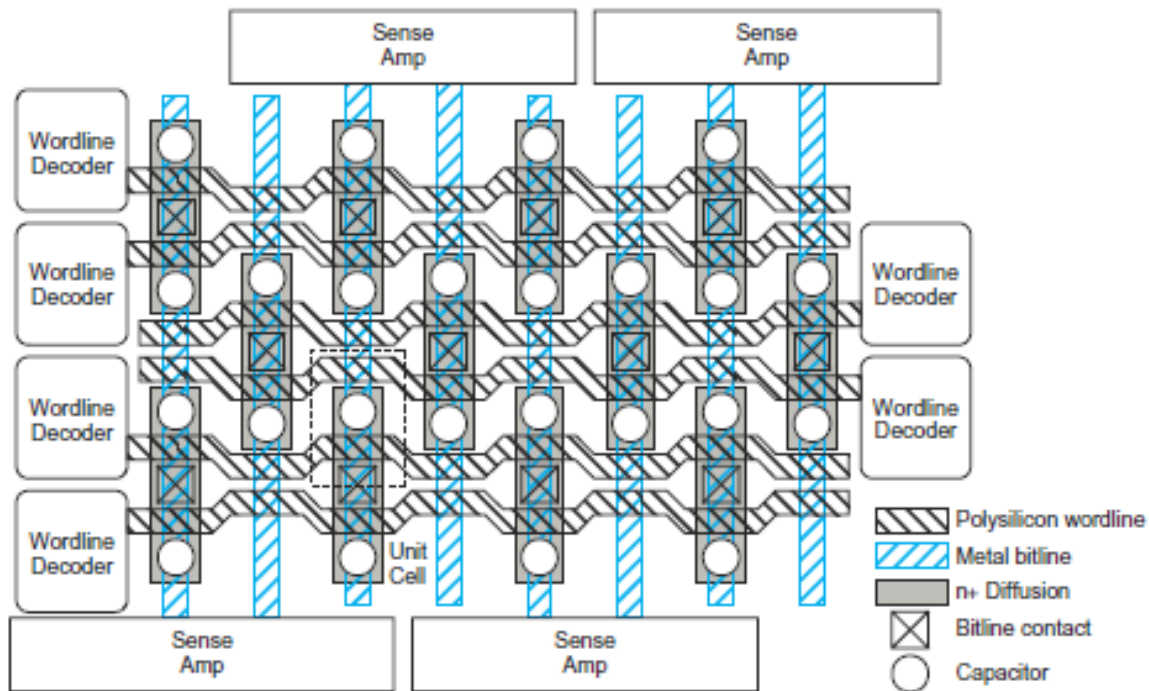 Sense
Amp
Sense
Amp
Wordline
Decoder
Wordline
Decoder
Wordline
Decoder
Wordline
Decoder
Wordline
Decoder
Wordline
Decoder
Unit
Cell
Polysilicon wordline
Metal bitline
n+ Diffusion
Bitline contact
Capacitor
Sense
Amp
Sense
Amp